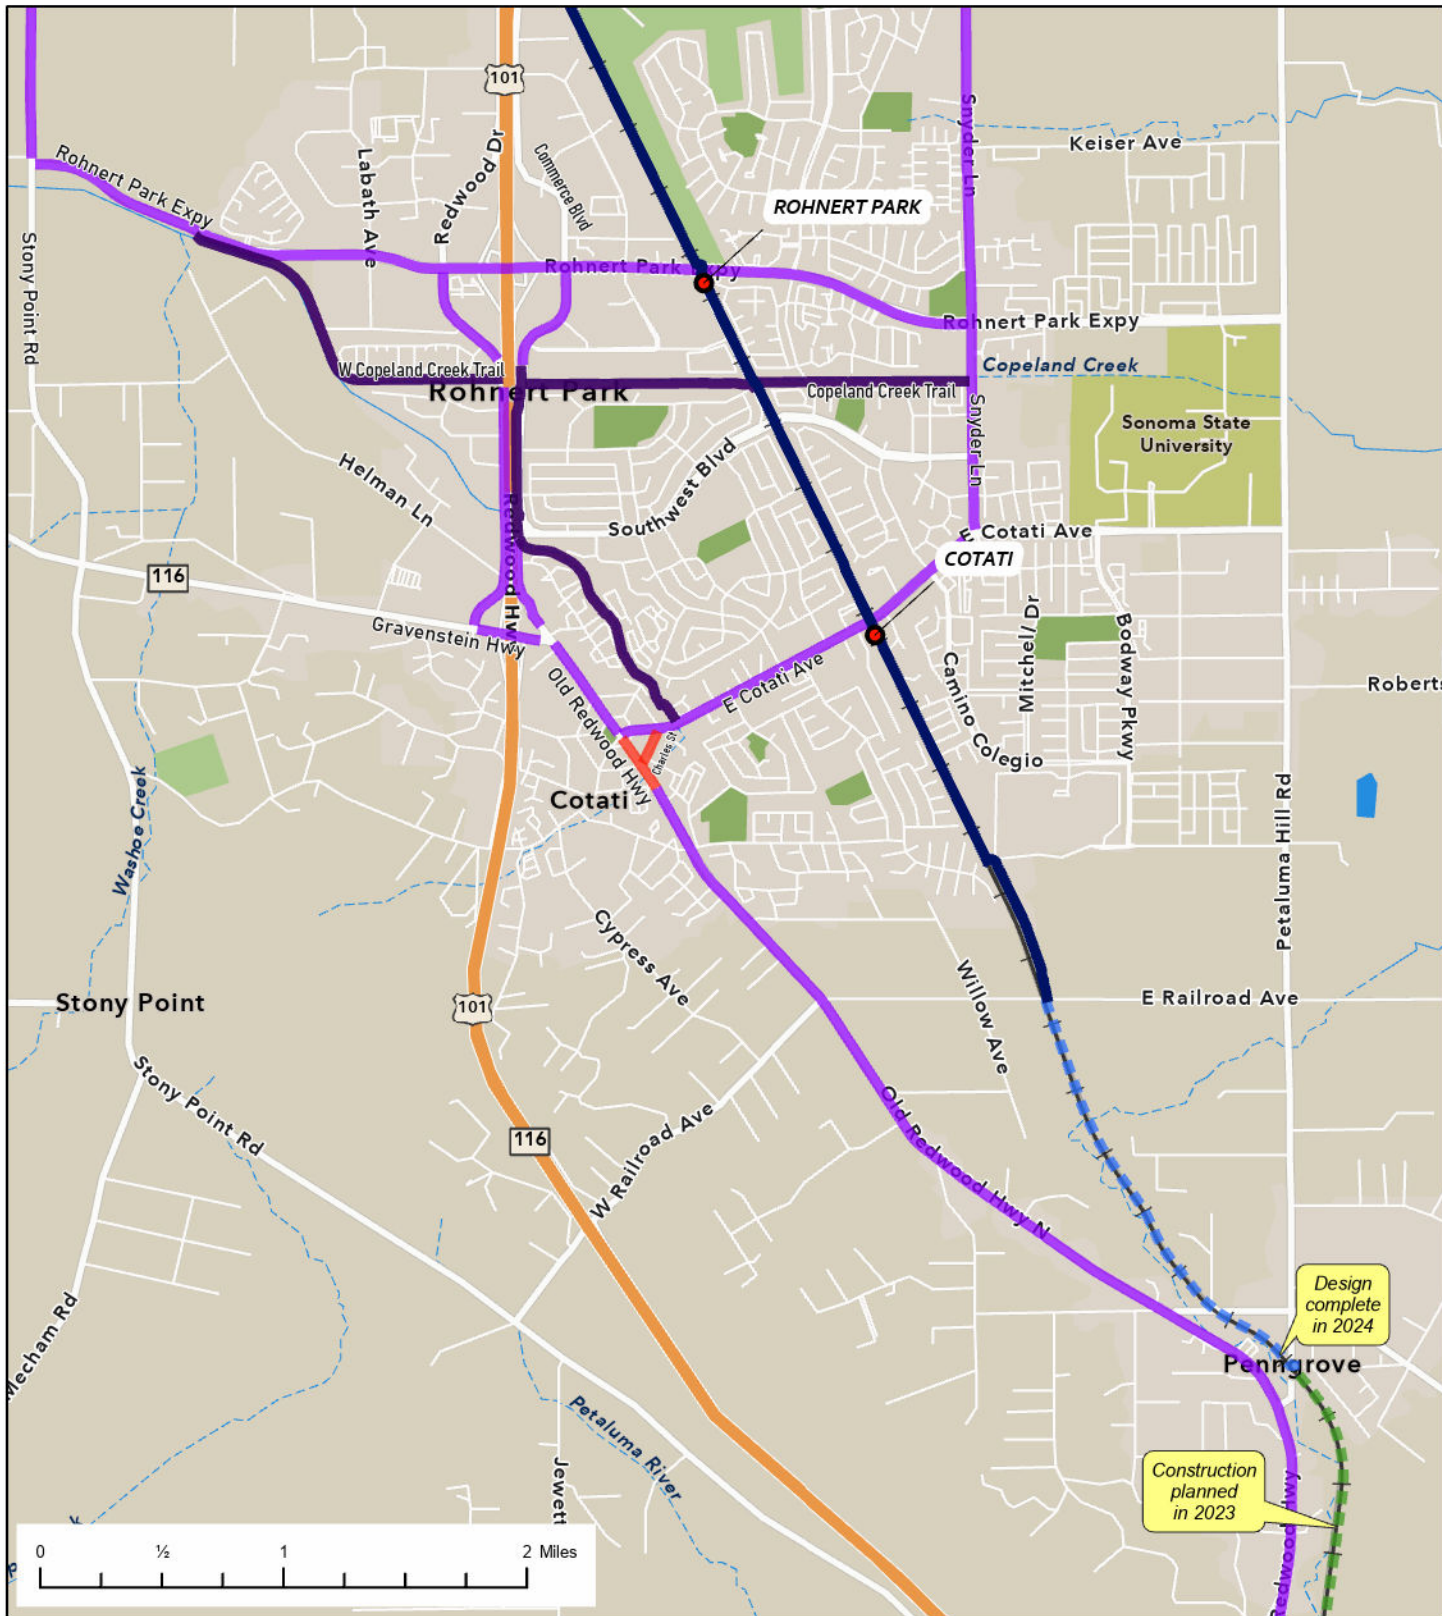 101
Snyder Ln
Keiser Ave
Redwood Dr
Commerce Blvd
Labath Ave
Rohnert Park Expy
ROHNERT PARK
Stony Point Rd
Rohnert Park Expy
Rohnert Park Expy
W Copeland Creek Trail
Copeland Creek
Rohnert Park
Copeland Creek Trail
Snyder Ln
Sonoma State
University
Helman Ln
Southwest Blvd
E Cotati Ave
COTATI
116
Redwood Hwy
Gravenstein Hwy
Mitchell Dr
Bodway Pkwy
E Cotati Ave
Camino Colegio
Roberts
Old Redwood Hwy
Charles St
Cotati
Washoe Creek
Petaluma Hill Rd
Cypress Ave
Willow Ave
E Railroad Ave
Stony Point
101
Stony Point Rd
116
W Railroad Ave
Old Redwood Hwy N
Mecham Rd
Design
complete
in 2024
Penngrove
Petaluma River
Jewett
Construction
planned
in 2023
Redwood Hwy
0 ½ 1 2 Miles